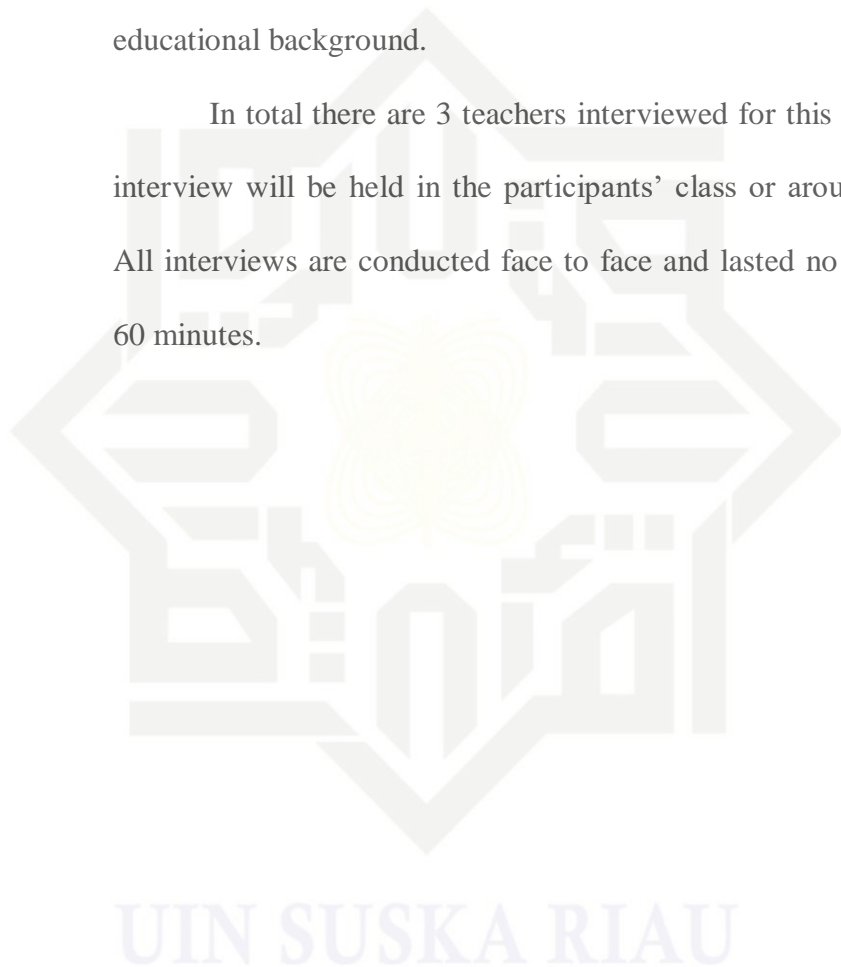 educational background.
In total there are 3 teachers interviewed for this
interview will be held in the participants’ class or
All interviews are conducted face to face and lasted no
60 minutes.
UIN SUSKA RIAU